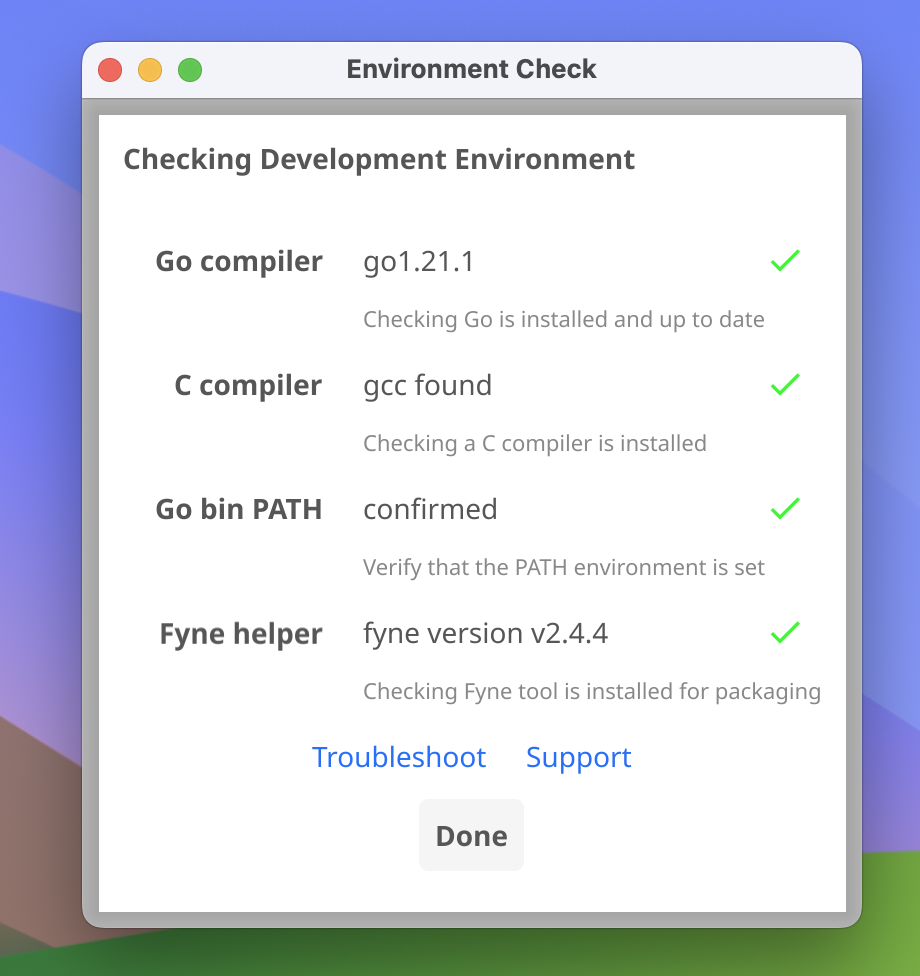 Environment Check
Checking Development Environment
Go compiler go1.21.1
Checking Go is installed and up to date
C compiler gcc found
Checking a C compiler is installed
Go bin PATH confirmed
Verify that the PATH environment is set
Fyne helper fyne version v2.4.4
Checking Fyne tool is installed for packaging
Troubleshoot Support
Done